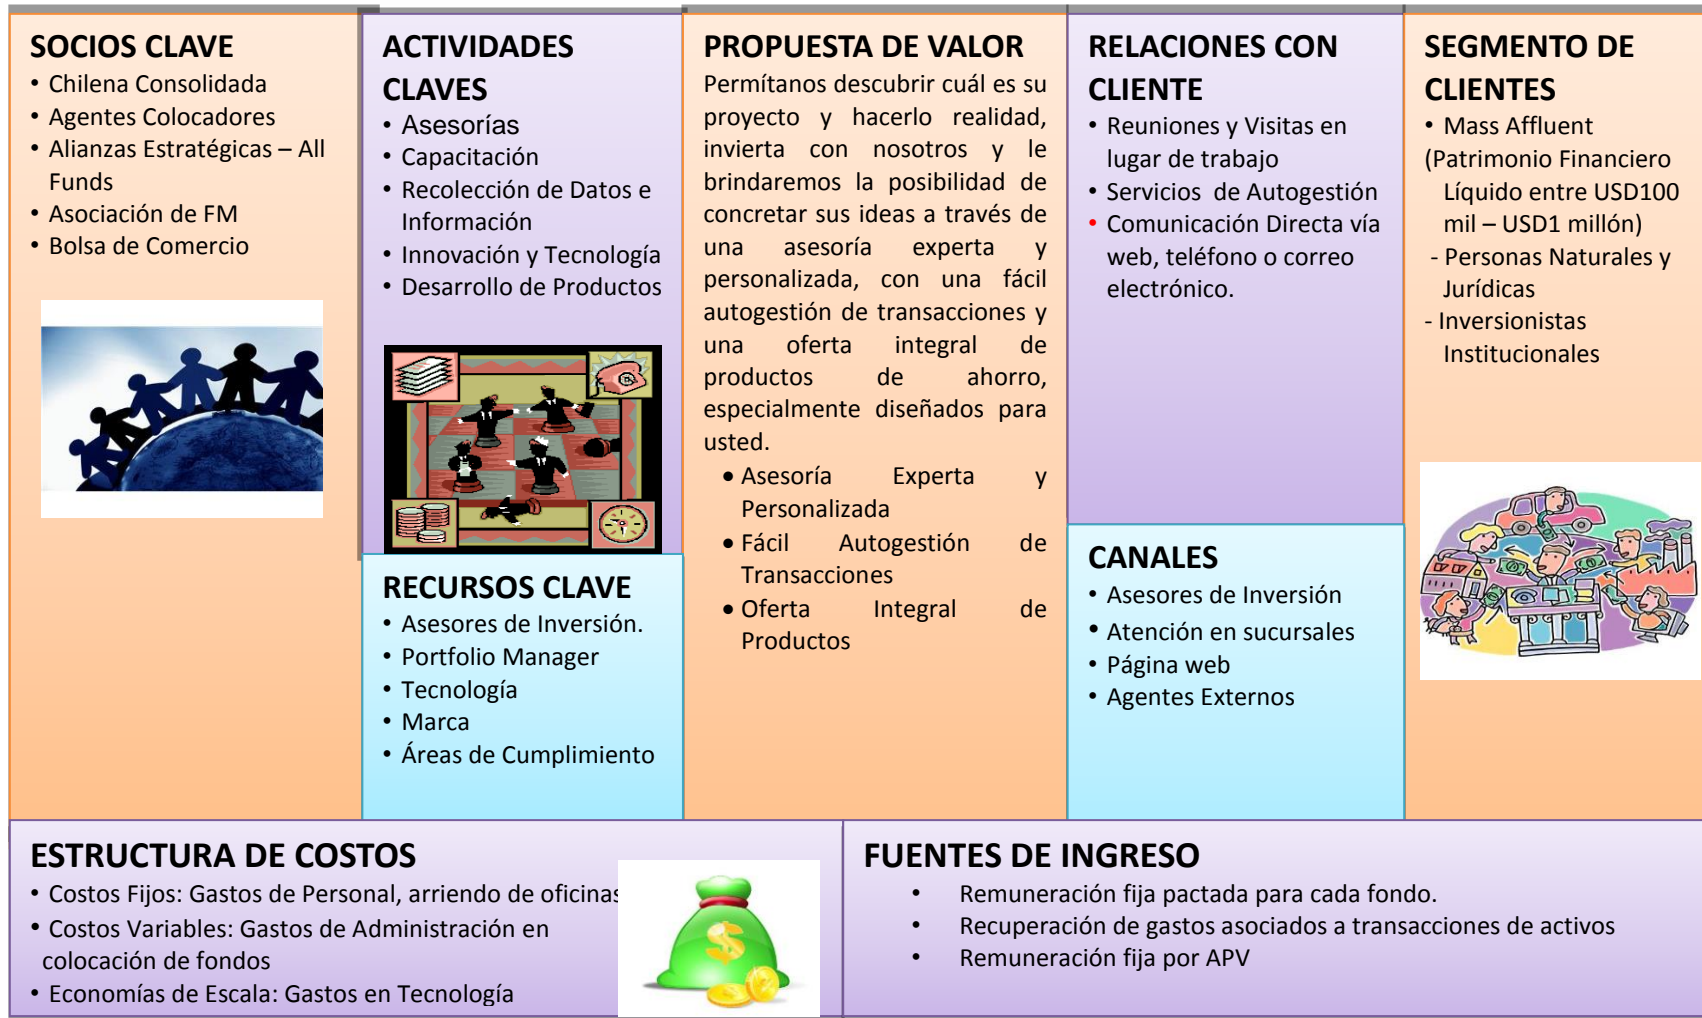 SOCIOS CLAVE
• Chilena Consolidada
• Agentes Colocadores
• Alianzas Estratégicas – All
Funds
• Asociación de FM
• Bolsa de Comercio
ACTIVIDADES
CLAVES
• Asesorías
• Capacitación
• Recolección de Datos e
Información
• Innovación y Tecnología
• Desarrollo de Productos
RECURSOS CLAVE
• Asesores de Inversión.
• Portfolio Manager
• Tecnología
• Marca
• Áreas de Cumplimiento
PROPUESTA DE VALOR
Permítanos descubrir cuál es su
proyecto y hacerlo realidad,
invierta con nosotros y le
brindaremos la posibilidad de
concretar sus ideas a través de
una asesoría experta y
personalizada, con una fácil
autogestión de transacciones y
una oferta integral de
productos de ahorro,
especialmente diseñados para
usted.
• Asesoría Experta y
Personalizada
• Fácil Autogestión de
Transacciones
• Oferta Integral de
Productos
RELACIONES CON
CLIENTE
• Reuniones y Visitas en
lugar de trabajo
• Servicios de Autogestión
• Comunicación Directa vía
web, teléfono o correo
electrónico.
CANALES
• Asesores de Inversión
• Atención en sucursales
• Página web
• Agentes Externos
SEGMENTO DE
CLIENTES
• Mass Affluent
(Patrimonio Financiero
Líquido entre USD100
mil – USD1 millón)
- Personas Naturales y
Jurídicas
- Inversionistas
Institucionales
ESTRUCTURA DE COSTOS
• Costos Fijos: Gastos de Personal, arriendo de oficinas
• Costos Variables: Gastos de Administración en
colocación de fondos
• Economías de Escala: Gastos en Tecnología
$
FUENTES DE INGRESO
• Remuneración fija pactada para cada fondo.
• Recuperación de gastos asociados a transacciones de activos
• Remuneración fija por APV